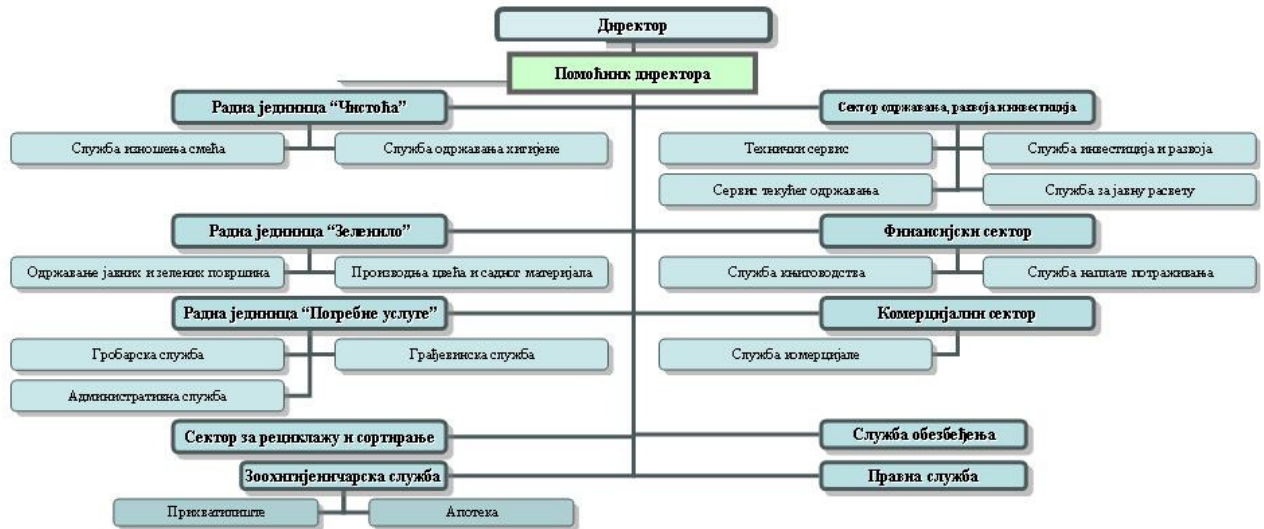 Директор
Помоћник директора
Радна јединица “Чистоћа”
Сектор одржавања, развоја и инвестиција
Служба изношења смећа
Служба одржавања хигијене
Технички сервис
Служба инвестиција и развоја
Сервис текућег одржавања
Служба за јавну расвету
Радна јединица “Зеленило”
Финансијски сектор
Одржавање јавних и зелених површина
Производња цвећа и садног материјала
Служба књиговодства
Служба наплате потраживања
Радна јединица “Погребне услуге”
Комерцијални сектор
Гробарска служба
Грађевинска служба
Служба комерцијале
Административна служба
Сектор за рециклажу и сортирање
Служба обезбеђења
Зоохигијеничарска служба
Правна служба
Прихватилиште
Апотека